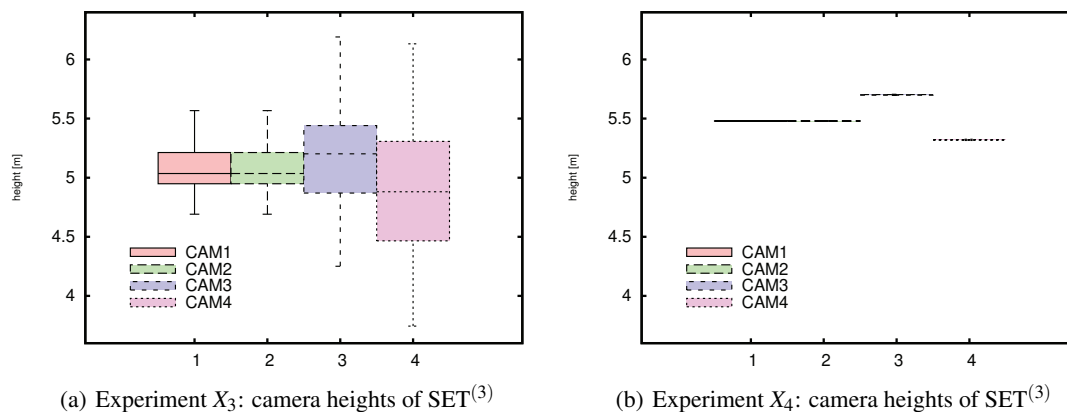 6
5.5
5
4.5
4
height [m]
CAM1
CAM2
CAM3
CAM4
1 2 3 4
(a) Experiment X3: camera heights of SET(3)
6
5.5
5
4.5
4
height [m]
CAM1
CAM2
CAM3
CAM4
1 2 3 4
(b) Experiment X4: camera heights of SET(3)